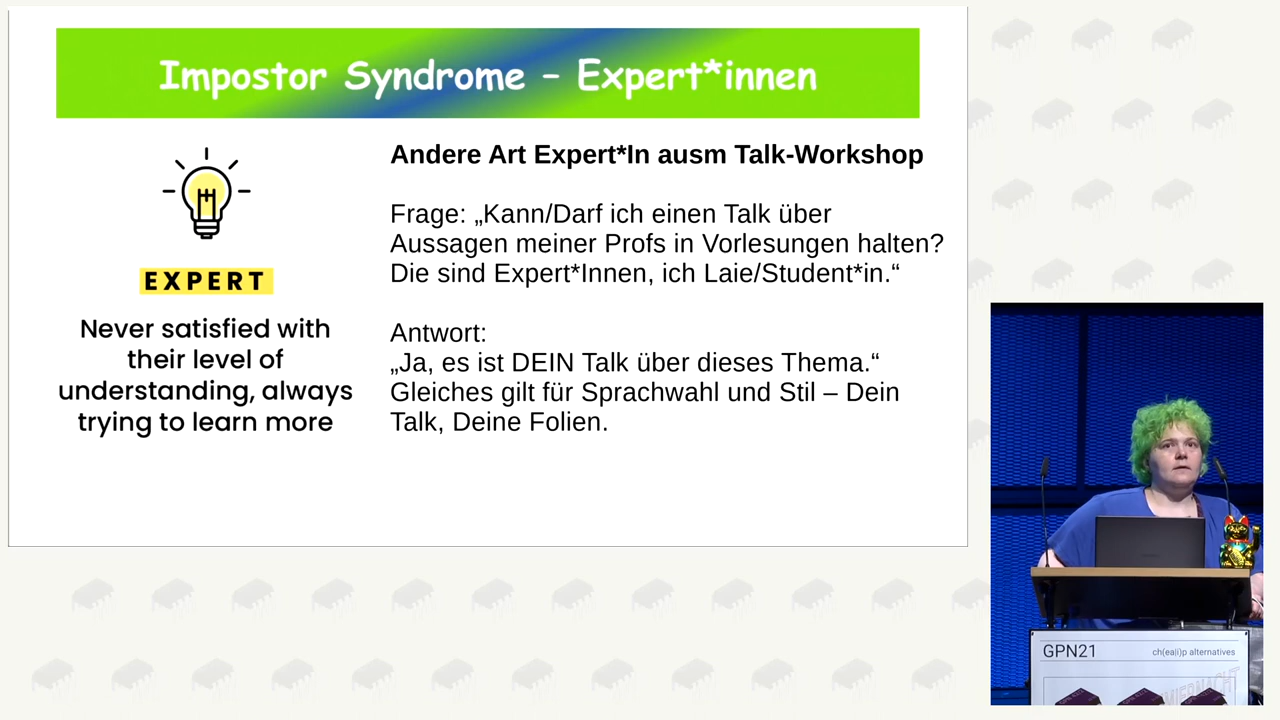 Impostor Syndrome – Expert*innen
EXPERT
Never satisfied with
their level of
understanding, always
trying to learn more
Andere Art Expert*In ausm Talk-Workshop
Frage: „Kann/Darf ich einen Talk über
Aussagen meiner Profs in Vorlesungen halten?
Die sind Expert*Innen, ich Laie/Student*in.“
Antwort:
„Ja, es ist DEIN Talk über dieses Thema.“
Gleiches gilt für Sprachwahl und Stil – Dein
Talk, Deine Folien.
GPN21
ch(ea|i)p alternatives